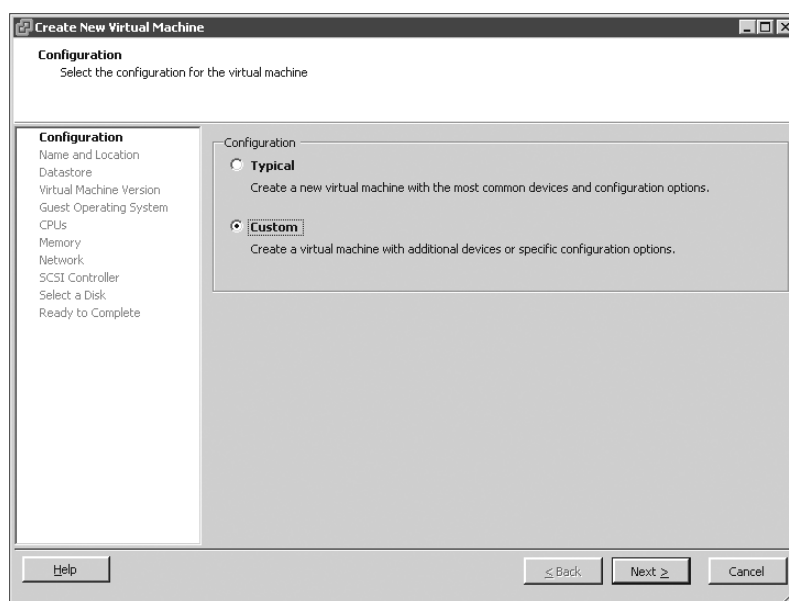 Create New Virtual Machine
Configuration
Select the configuration for the virtual machine
Configuration
Name and Location
Datastore
Virtual Machine Version
Guest Operating System
CPUs
Memory
Network
SCSI Controller
Select a Disk
Ready to Complete
Configuration
Typical
Create a new virtual machine with the most common devices and configuration options.
Custom
Create a virtual machine with additional devices or specific configuration options.
Help
≤ Back
Next ≥
Cancel